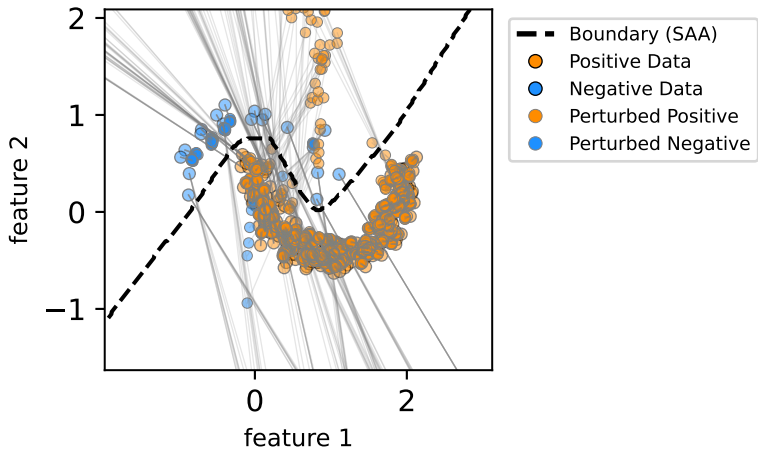 2
1
0
−1
feature 2
0
2
feature 1
Boundary (SAA)
Positive Data
Negative Data
Perturbed Positive
Perturbed Negative